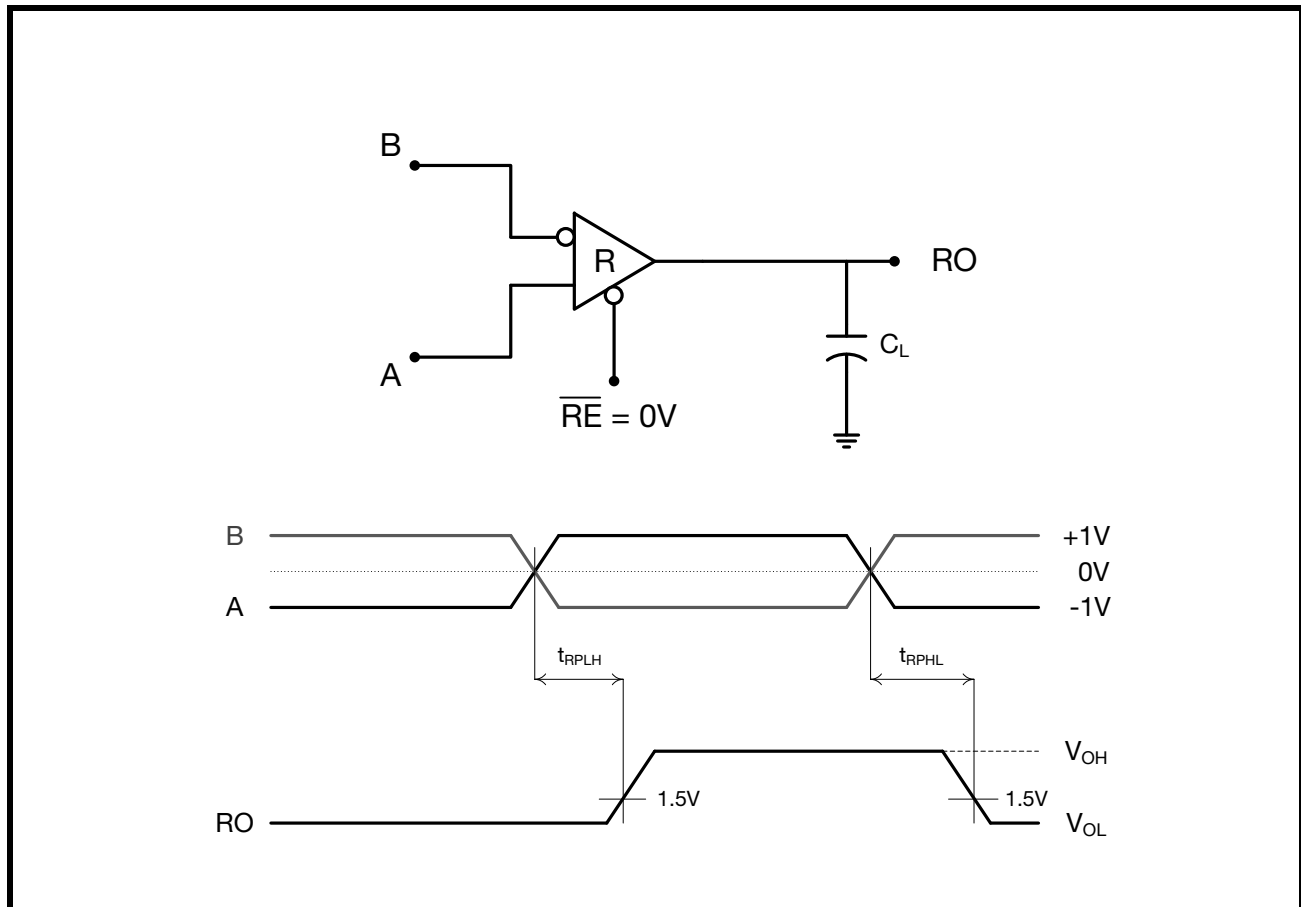 B
R
RO
C_L
A
RE = 0V
B
+1V
0V
A
-1V
t_RPLH
t_RPHL
V_OH
1.5V
1.5V
RO
V_OL